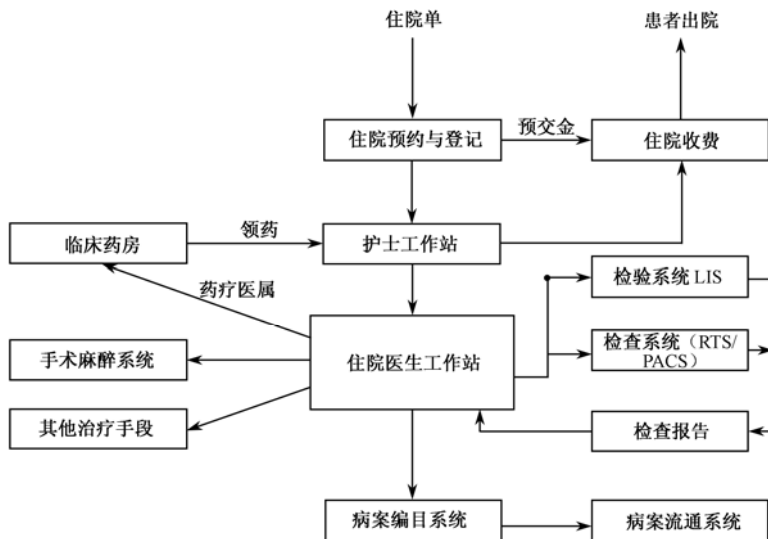 住院单
患者出院
住院预约与登记
预交金
住院收费
临床药房
领药
护士工作站
药疗医属
检验系统 LIS
手术麻醉系统
住院医生工作站
检查系统（RTS/
PACS）
其他治疗手段
检查报告
病案编目系统
病案流通系统